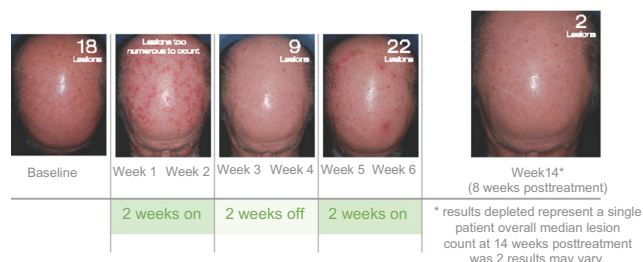 18
Lesions
Lesions too
numerous to count
9
Lesions
22
Lesions
2
Lesions
Baseline
Week 1 Week 2
Week 3 Week 4
Week 5 Week 6
Week14*
(8 weeks posttreatment)
2 weeks on
2 weeks off
2 weeks on
* results depleted represent a single
patient overall median lesion
count at 14 weeks posttreatment
was 2 results may vary.